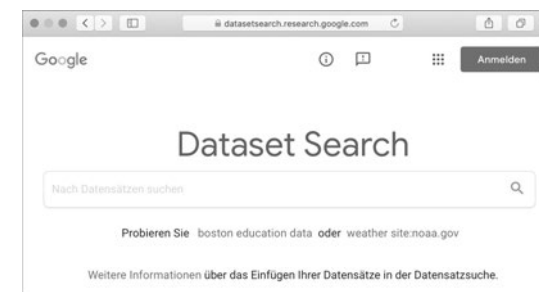 datasetsearch.research.google.com
Google
Anmelden
Dataset Search
Nach Datensätzen suchen
Probieren Sie boston education data oder weather site:noaa.gov
Weitere Informationen über das Einfügen Ihrer Datensätze in der Datensatzsuche.